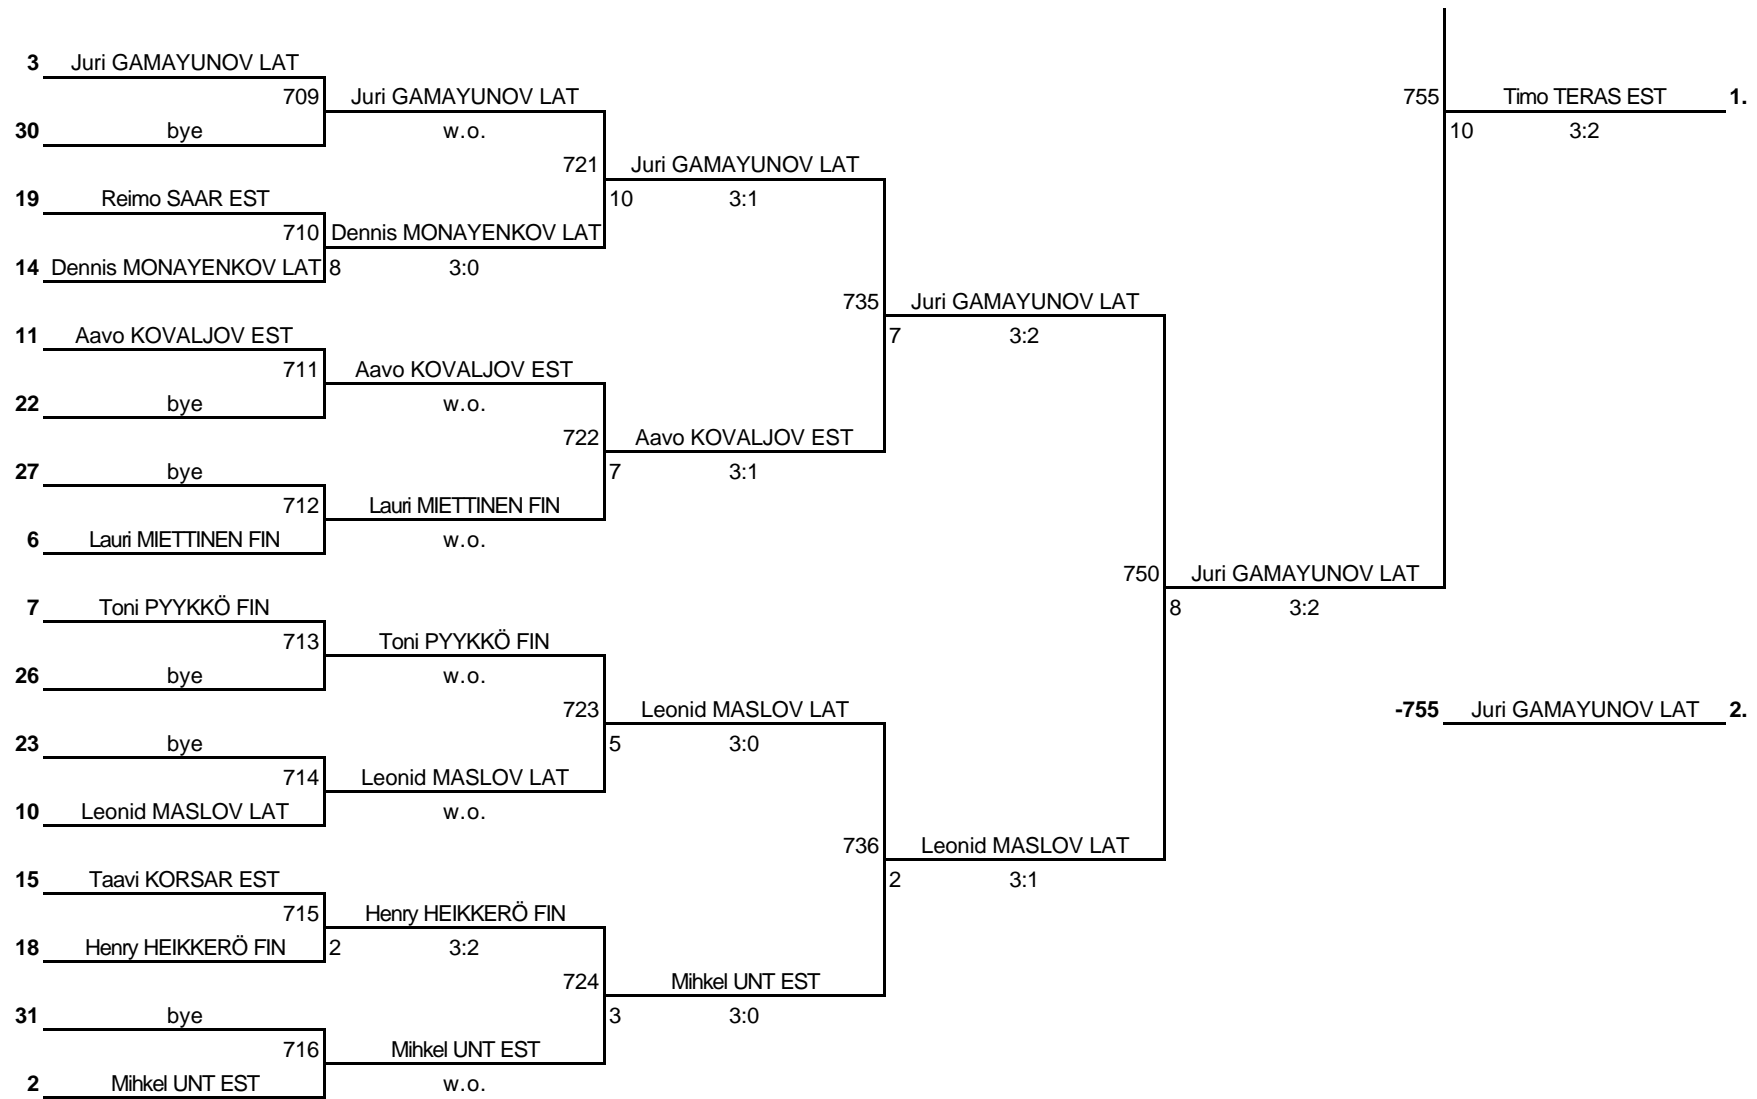 3 Juri GAMAYUNOV LAT
709 Juri GAMAYUNOV LAT 755 Timo TERAS EST 1.
30 bye w.o. 10 3:2
721 Juri GAMAYUNOV LAT
19 Reimo SAAR EST 10 3:1
710 Dennis MONAYENKOV LAT
14 Dennis MONAYENKOV LAT 8 3:0
735 Juri GAMAYUNOV LAT
11 Aavo KOVALJOV EST 7 3:2
711 Aavo KOVALJOV EST
22 bye w.o.
722 Aavo KOVALJOV EST
27 bye 7 3:1
712 Lauri MIETTINEN FIN
6 Lauri MIETTINEN FIN w.o.
750 Juri GAMAYUNOV LAT
7 Toni PYYKKÖ FIN 8 3:2
713 Toni PYYKKÖ FIN
26 bye w.o.
723 Leonid MASLOV LAT -755 Juri GAMAYUNOV LAT 2.
23 bye 5 3:0
714 Leonid MASLOV LAT
10 Leonid MASLOV LAT w.o.
736 Leonid MASLOV LAT
15 Taavi KORSAR EST 2 3:1
715 Henry HEIKKERÖ FIN
18 Henry HEIKKERÖ FIN 2 3:2
724 Mihkel UNT EST
31 bye 3 3:0
716 Mihkel UNT EST
2 Mihkel UNT EST w.o.